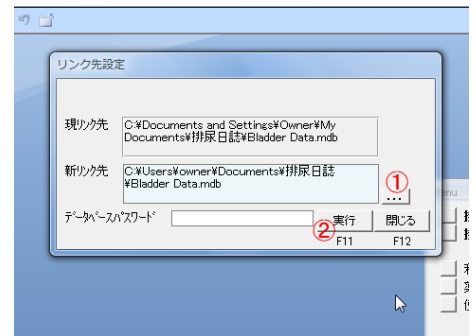 リンク先設定
現リンク先
C:¥Documents and Settings¥Owner¥My
Documents¥排尿日誌¥Bladder Data.mdb
新リンク先
C:¥Users¥owner¥Documents¥排尿日誌
¥Bladder Data.mdb
①
...
enu
ﾃﾞｰﾀﾍﾞｰｽﾊﾟｽﾜｰﾄﾞ
②
実行
閉じる
F11
F12